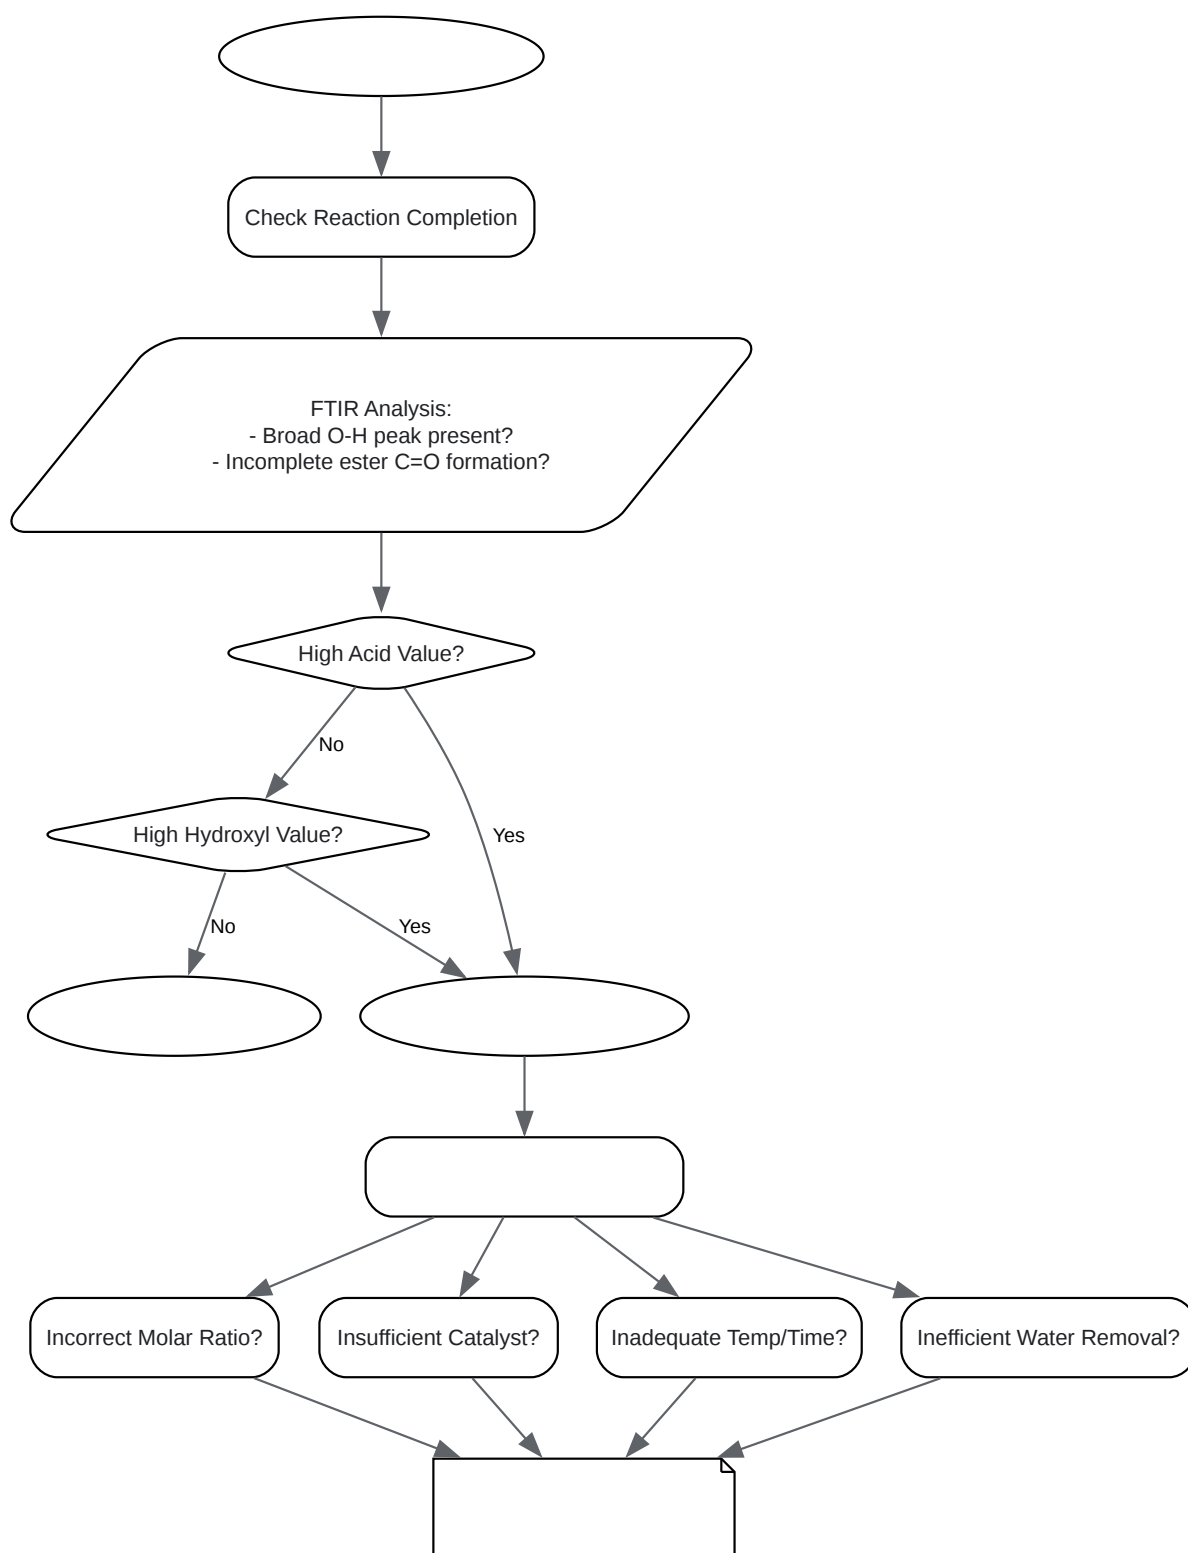 Check Reaction Completion
FTIR Analysis:
- Broad O-H peak present?
- Incomplete ester C=O formation?
High Acid Value?
No
High Hydroxyl Value?
Yes
No
Yes
Incorrect Molar Ratio?
Insufficient Catalyst?
Inadequate Temp/Time?
Inefficient Water Removal?